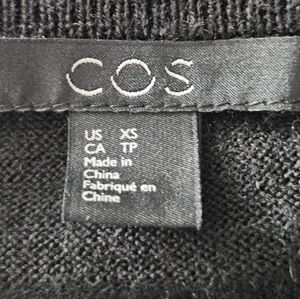 COS
US XS
CA TP
Made in
China
Fabriqué en
Chine